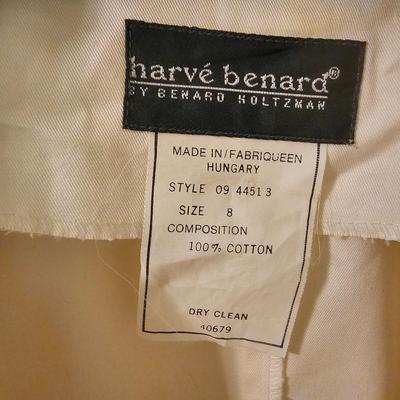 harvé benard®
BY BENARD HOLTZMAN
MADE IN/FABRIQUEEN
HUNGARY
STYLE 09 44513
SIZE 8
COMPOSITION
100% COTTON
DRY CLEAN
40679